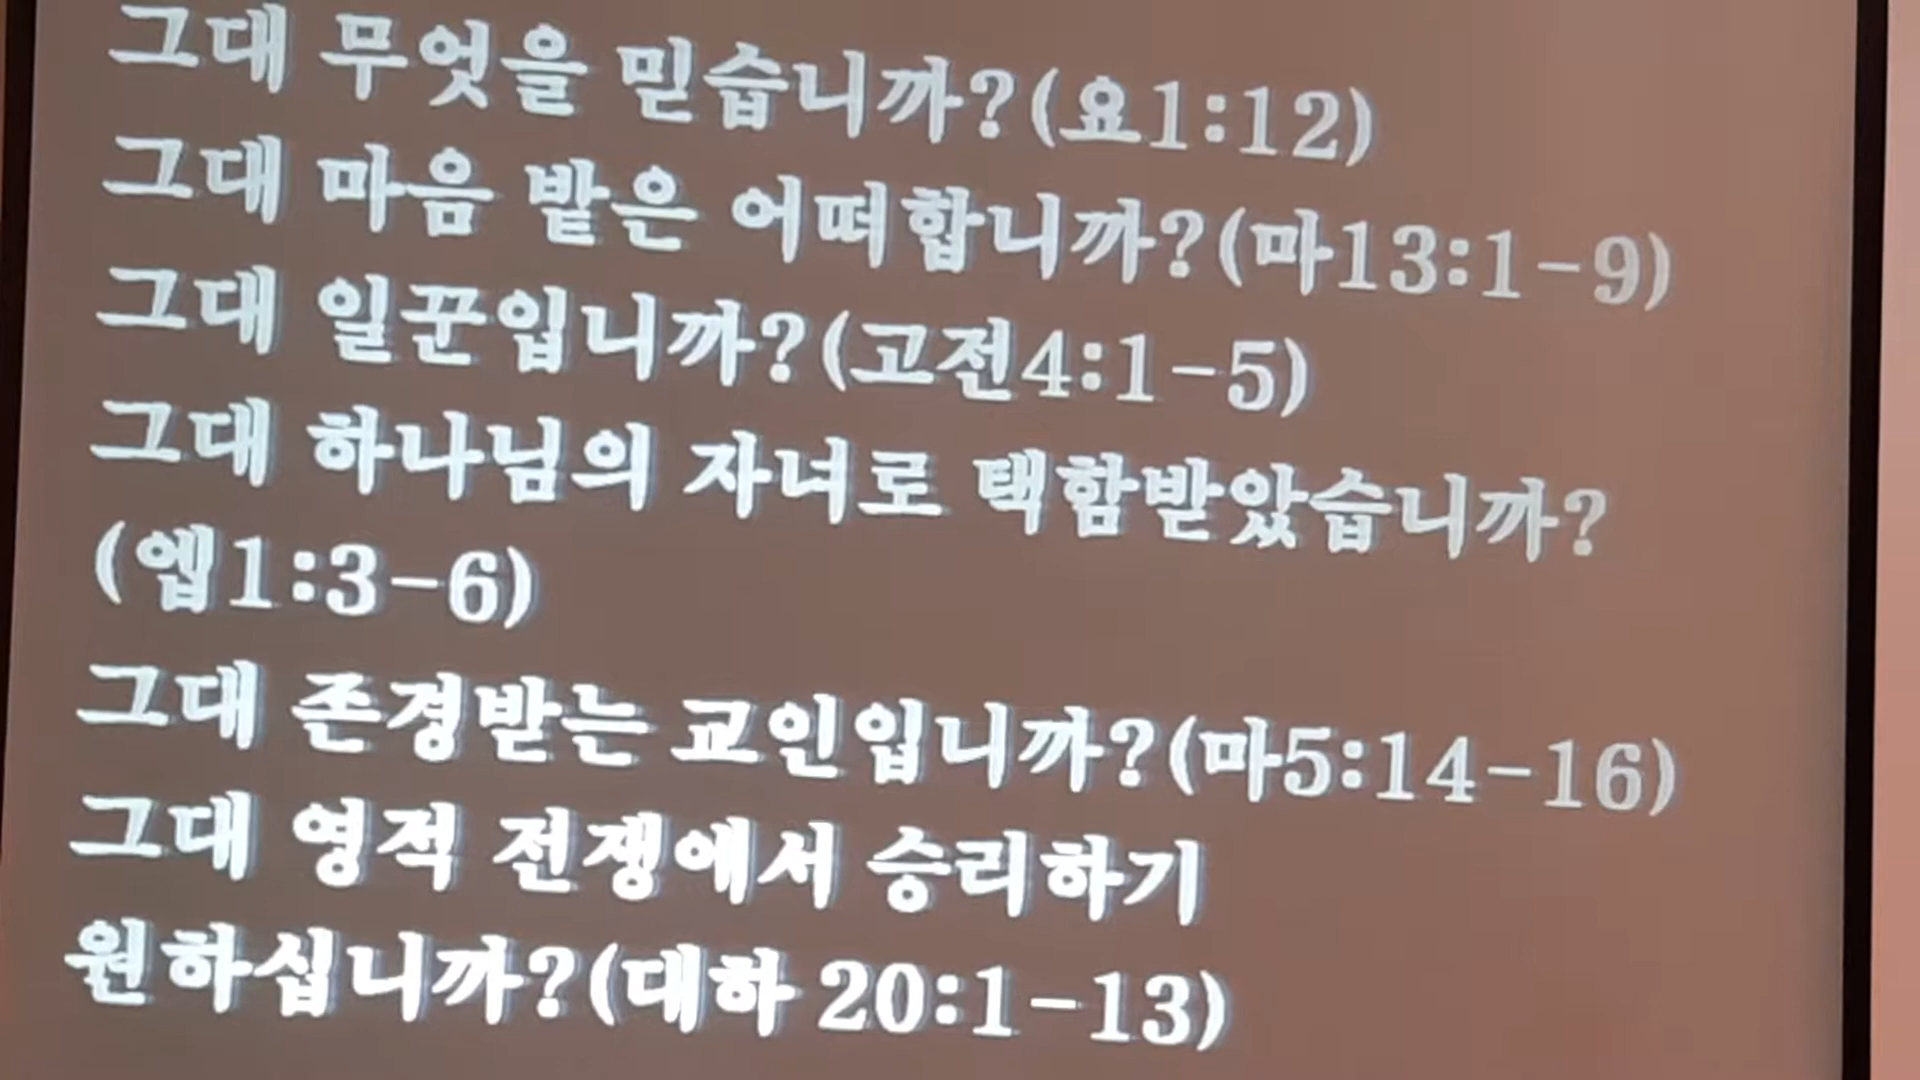 그대 무엇을 믿습니까?(요1:12)
그대 마음 밭은 어떠합니까?(마13:1-9)
그대 일꾼입니까?(고전4:1-5)
그대 하나님의 자녀로 택함받았습니까?
(엡1:3-6)
그대 존경받는 교인입니까?(마5:14-16)
그대 영적 전쟁에서 승리하기
원하십니까?(대하 20:1-13)